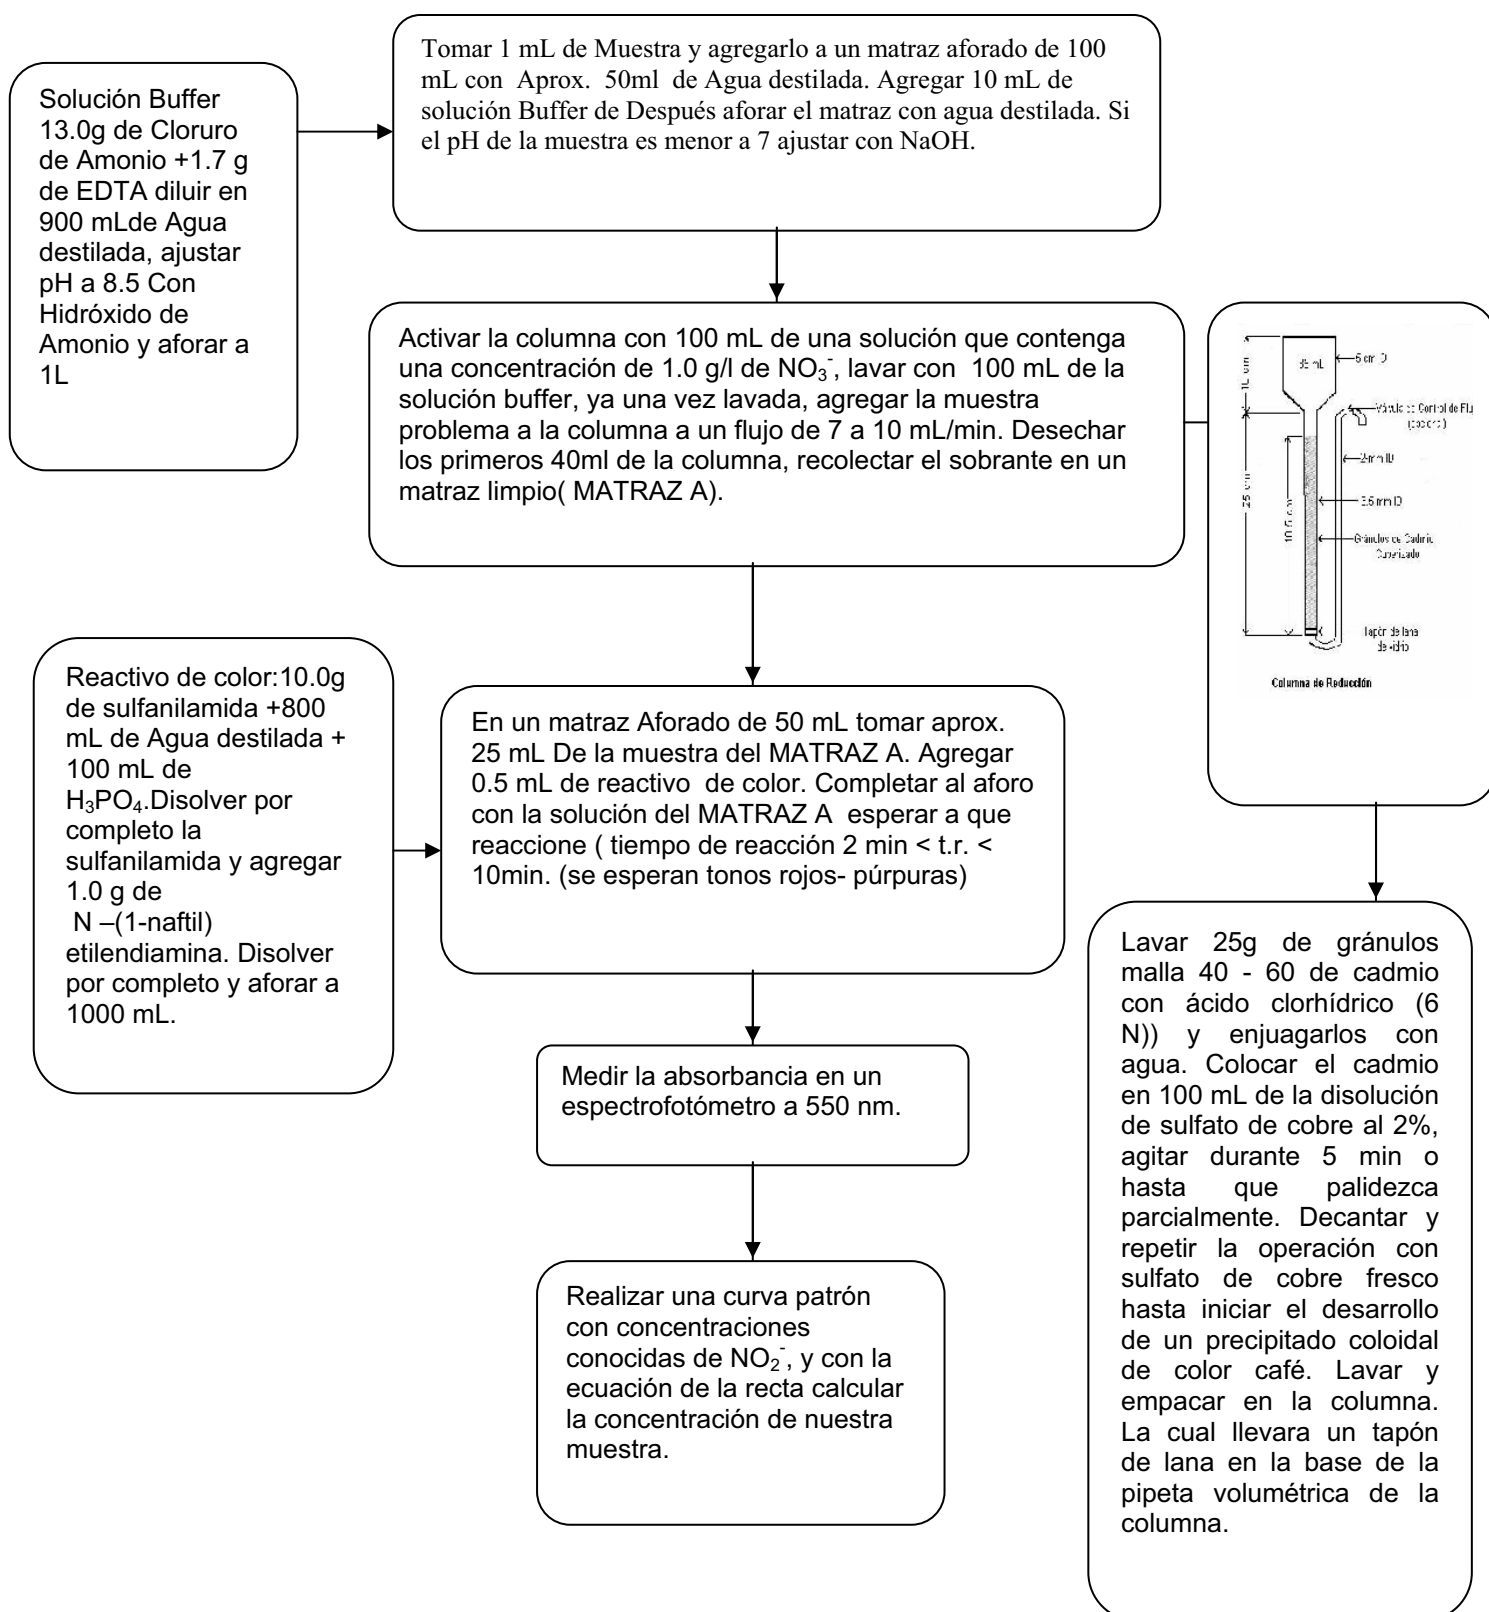 Tomar 1 mL de Muestra y agregarlo a un matraz aforado de 100
mL con Aprox. 50ml de Agua destilada. Agregar 10 mL de
solución Buffer de Después aforar el matraz con agua destilada. Si
el pH de la muestra es menor a 7 ajustar con NaOH.
Solución Buffer
13.0g de Cloruro
de Amonio +1.7 g
de EDTA diluir en
900 mLde Agua
destilada, ajustar
pH a 8.5 Con
Hidróxido de
Amonio y aforar a
1L
Activar la columna con 100 mL de una solución que contenga
una concentración de 1.0 g/l de NO₃⁻, lavar con 100 mL de la
solución buffer, ya una vez lavada, agregar la muestra
problema a la columna a un flujo de 7 a 10 mL/min. Desechar
los primeros 40ml de la columna, recolectar el sobrante en un
matraz limpio( MATRAZ A).
25 cm
Columna de Reducción
Reactivo de color:10.0g
de sulfanilamida +800
mL de Agua destilada +
100 mL de
H₃PO₄.Disolver por
completo la
sulfanilamida y agregar
1.0 g de
N –(1-naftil)
etilendiamina. Disolver
por completo y aforar a
1000 mL.
En un matraz Aforado de 50 mL tomar aprox.
25 mL De la muestra del MATRAZ A. Agregar
0.5 mL de reactivo de color. Completar al aforo
con la solución del MATRAZ A esperar a que
reaccione ( tiempo de reacción 2 min < t.r. <
10min. (se esperan tonos rojos- púrpuras)
Medir la absorbancia en un
espectrofotómetro a 550 nm.
Realizar una curva patrón
con concentraciones
conocidas de NO₂⁻, y con la
ecuación de la recta calcular
la concentración de nuestra
muestra.
Lavar 25g de gránulos
malla 40 - 60 de cadmio
con ácido clorhídrico (6
N)) y enjuagarlos con
agua. Colocar el cadmio
en 100 mL de la disolución
de sulfato de cobre al 2%,
agitar durante 5 min o
hasta que palidezca
parcialmente. Decantar y
repetir la operación con
sulfato de cobre fresco
hasta iniciar el desarrollo
de un precipitado coloidal
de color café. Lavar y
empacar en la columna.
La cual llevara un tapón
de lana en la base de la
pipeta volumétrica de la
columna.